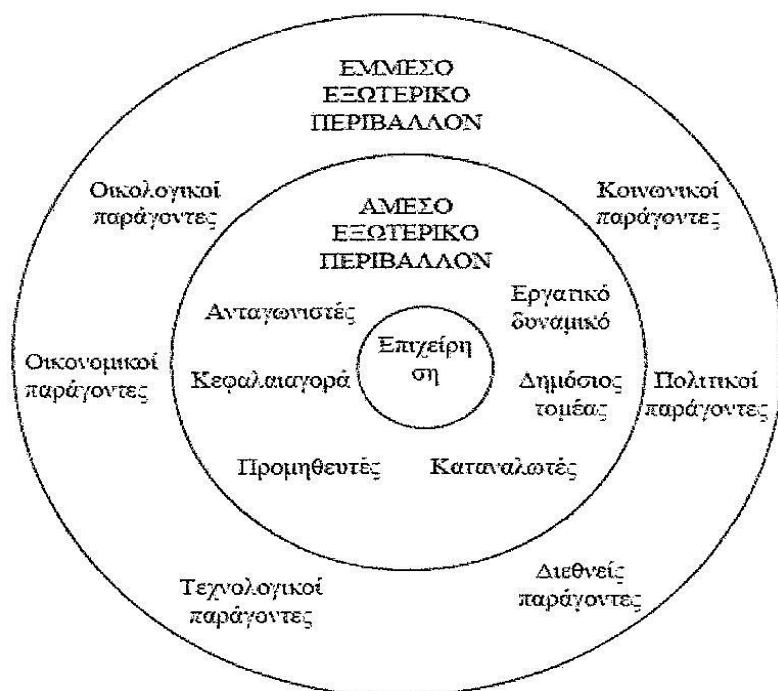 ΕΜΜΕΣΟ
ΕΞΩΤΕΡΙΚΟ
ΠΕΡΙΒΑΛΛΟΝ
Οικολογικοί
παράγοντες
Κοινωνικοί
παράγοντες
ΑΜΕΣΟ
ΕΞΩΤΕΡΙΚΟ
ΠΕΡΙΒΑΛΛΟΝ
Ανταγωνιστές
Εργατικό
δυναμικό
Επιχείρη
ση
Οικονομικοί
παράγοντες
Κεφαλαιαγορά
Δημόσιος
τομέας
Πολιτικοί
παράγοντες
Προμηθευτές
Καταναλωτές
Τεχνολογικοί
παράγοντες
Διεθνείς
παράγοντες